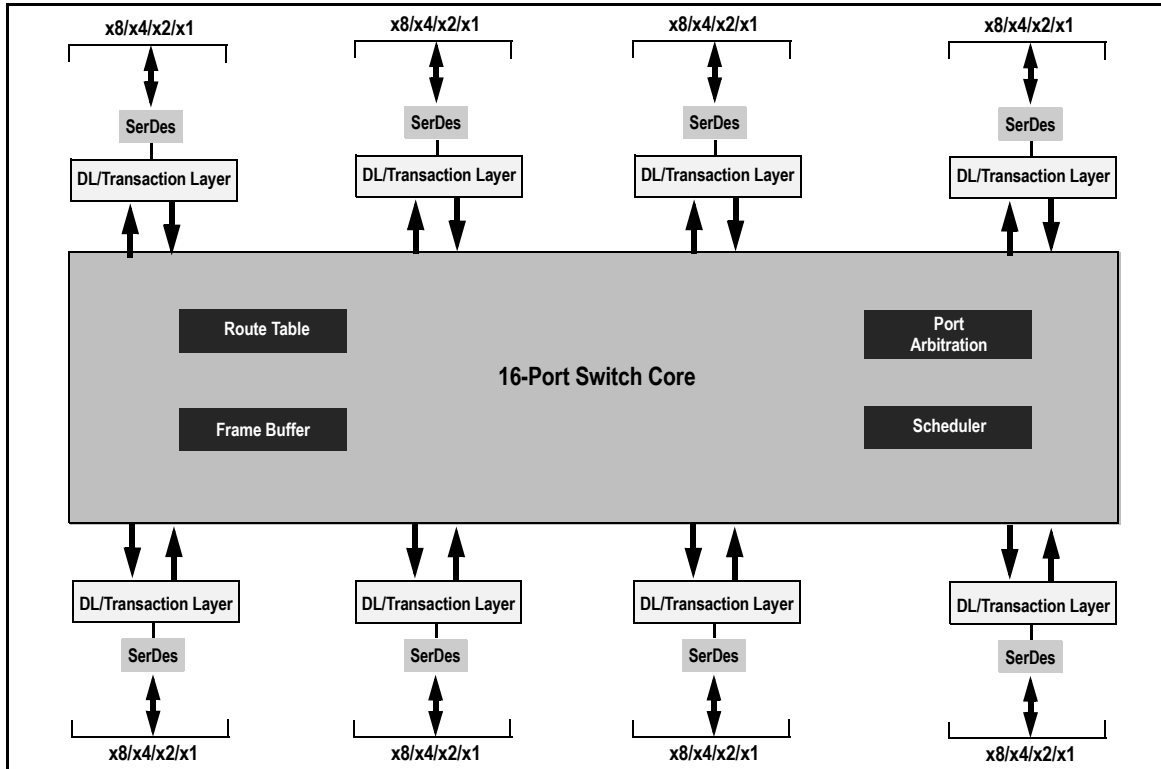 x8/x4/x2/x1
x8/x4/x2/x1
x8/x4/x2/x1
x8/x4/x2/x1
SerDes
SerDes
SerDes
SerDes
DL/Transaction Layer
DL/Transaction Layer
DL/Transaction Layer
DL/Transaction Layer
Route Table
Port
Arbitration
16-Port Switch Core
Frame Buffer
Scheduler
DL/Transaction Layer
DL/Transaction Layer
DL/Transaction Layer
DL/Transaction Layer
SerDes
SerDes
SerDes
SerDes
x8/x4/x2/x1
x8/x4/x2/x1
x8/x4/x2/x1
x8/x4/x2/x1